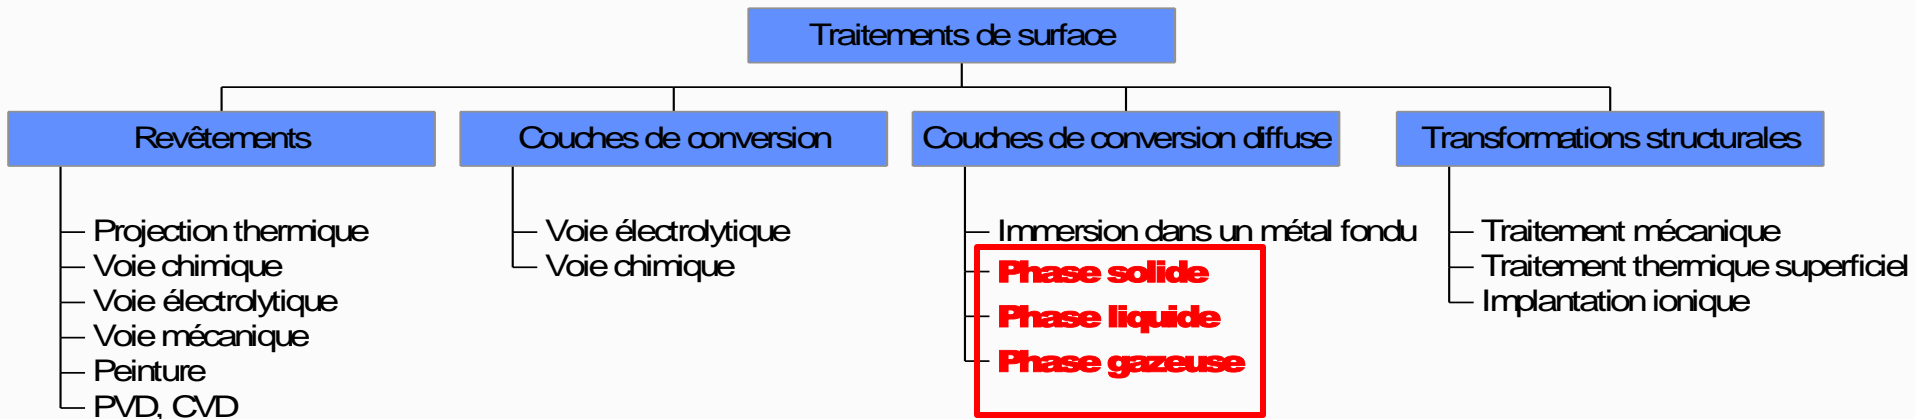 Traitements de surface
Revêtements
Couches de conversion
Couches de conversion diffuse
Transformations structurales
Projection thermique
Voie chimique
Voie électrolytique
Voie mécanique
Peinture
PVD, CVD
Voie électrolytique
Voie chimique
Immersion dans un métal fondu
Phase solide
Phase liquide
Phase gazeuse
Traitement mécanique
Traitement thermique superficiel
Implantation ionique